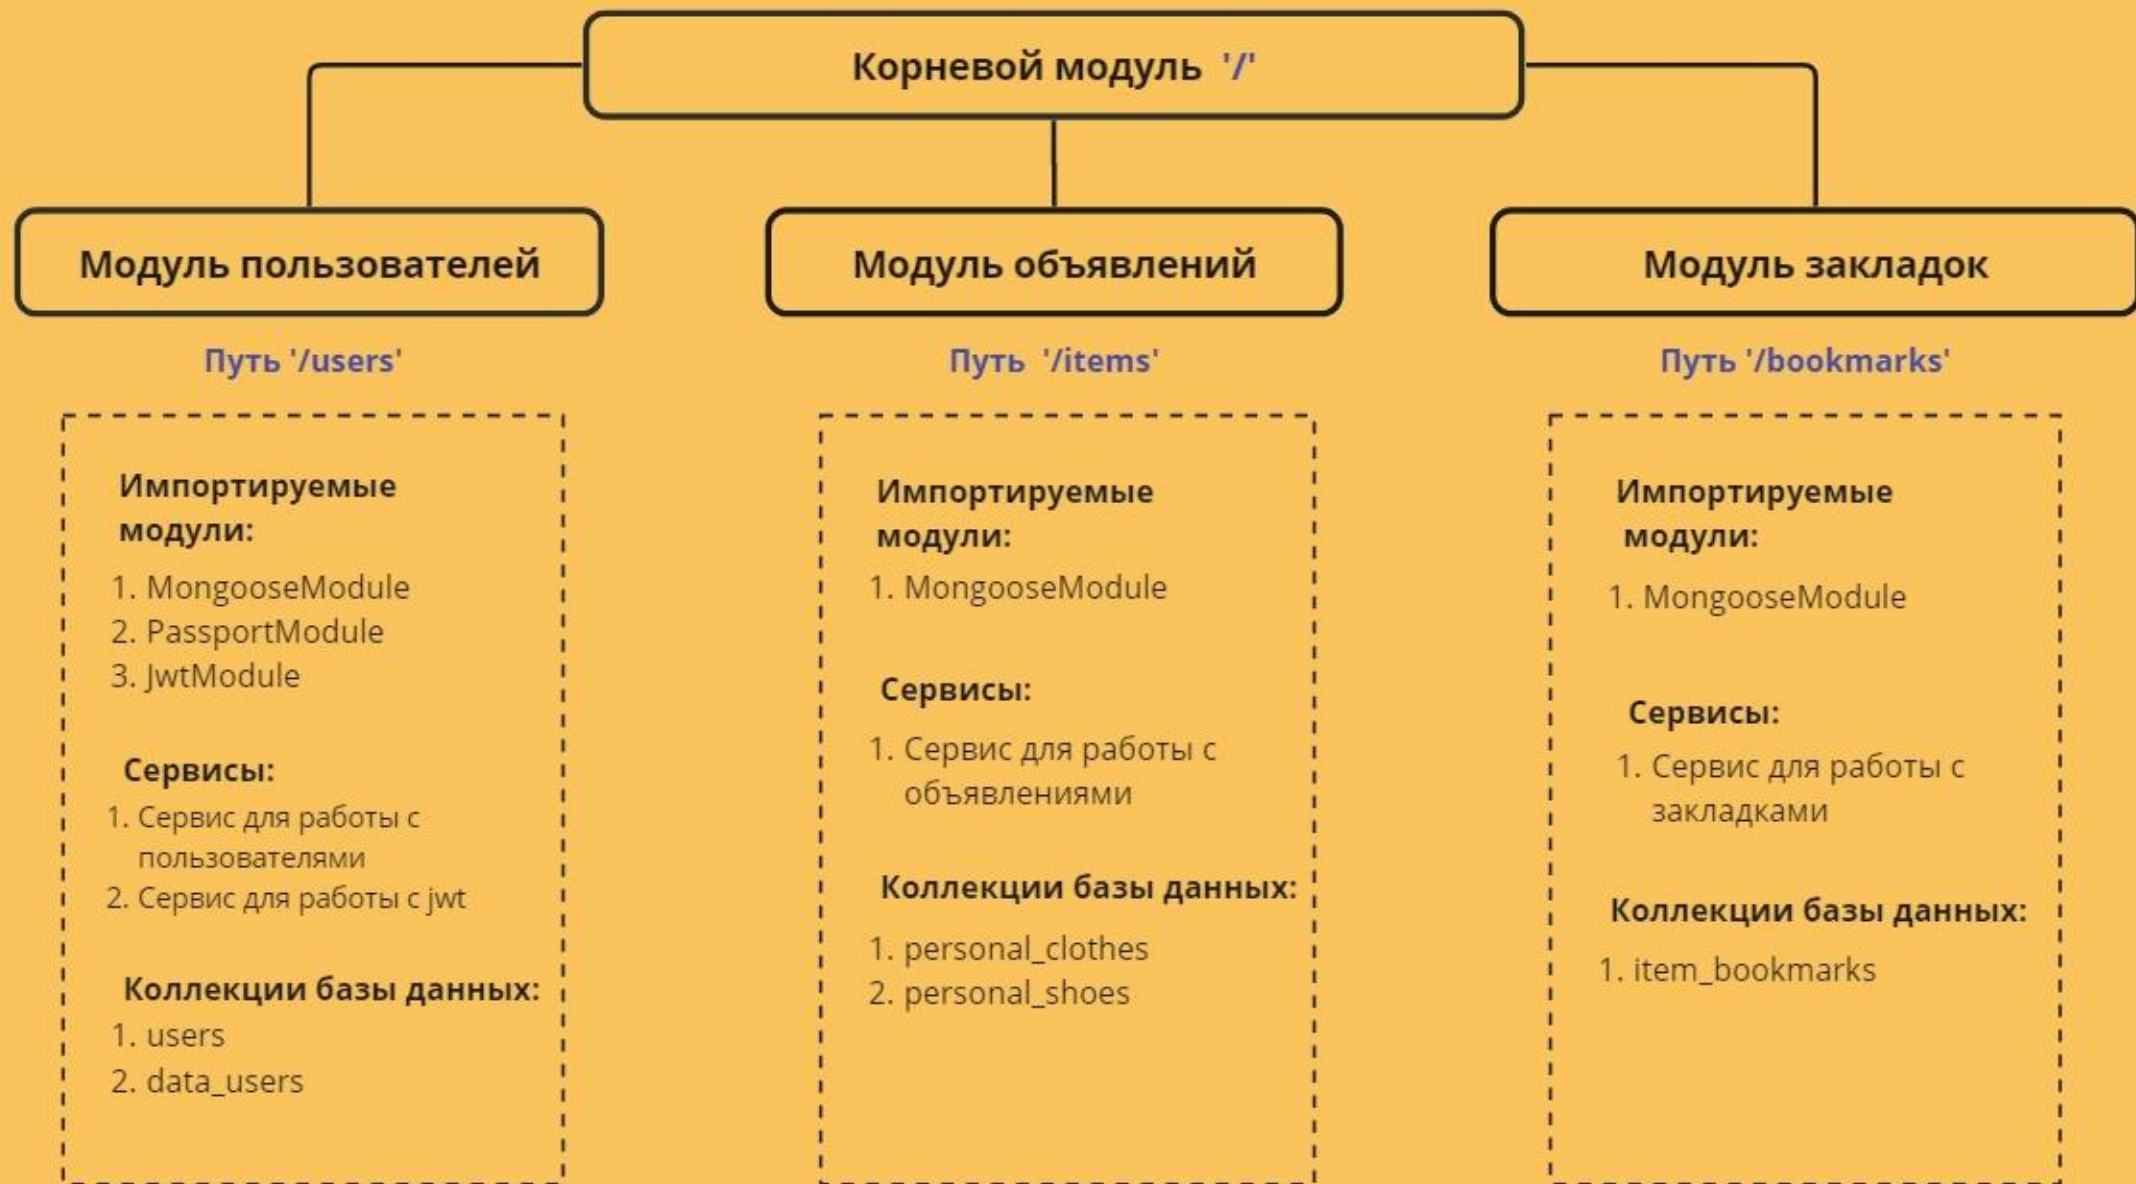 Корневой модуль '/'
Модуль пользователей
Путь '/users'
Импортируемые
модули:
1. MongooseModule
2. PassportModule
3. JwtModule
Сервисы:
1. Сервис для работы с
пользователями
2. Сервис для работы с jwt
Коллекции базы данных:
1. users
2. data_users
Модуль объявлений
Путь '/items'
Импортируемые
модули:
1. MongooseModule
Сервисы:
1. Сервис для работы с
объявлениями
Коллекции базы данных:
1. personal_clothes
2. personal_shoes
Модуль закладок
Путь '/bookmarks'
Импортируемые
модули:
1. MongooseModule
Сервисы:
1. Сервис для работы с
закладками
Коллекции базы данных:
1. item_bookmarks